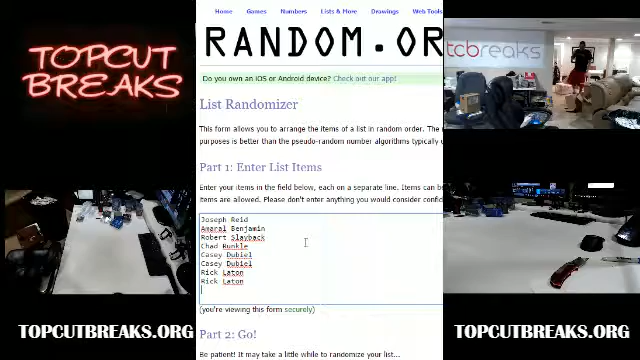 Home Games Numbers Lists & More Drawings Web Tools
RANDOM.OR
Do you own an iOS or Android device? Check out our app!
List Randomizer
This form allows you to arrange the items of a list in random order. The
purposes is better than the pseudo-random number algorithms typically
Part 1: Enter List Items
Enter your items in the field below, each on a separate line. Items can b
items are allowed. Please don't enter anything you would consider confid
Joseph Reid
Amaral Benjamin
Robert Slayback
Chad Runkle
Casey Dubiel
Casey Dubiel
Rick Laton
Rick Laton
(you're viewing this form securely)
Part 2: Go!
Be patient! It may take a little while to randomize your list...
TOPCUT
BREAKS
tcbreaks
TOPCUTBREAKS.ORG
TOPCUTBREAKS.ORG